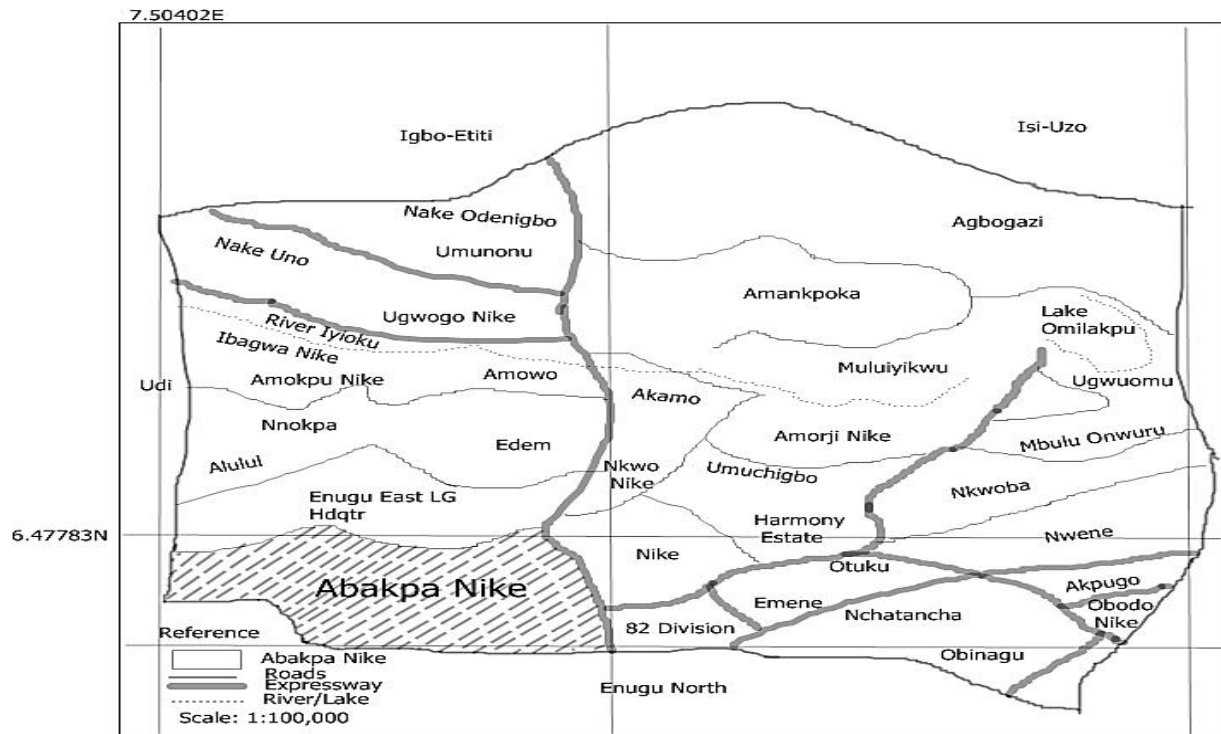 7.50402E
Igbo-Etiti
Isi-Uzo
Nake Odenigbo
Agbogazi
Nake Uno
Umunonu
Amankpoka
Lake
Omilakpu
Ugwogo Nike
River Iyioku
Ibagwa Nike
Muluiyikwu
Udi
Amokpu Nike
Amowo
Ugwuomu
Akamo
Nnokpa
Edem
Amorji Nike
Mbulu Onwuru
Alulul
Nkwo
Nike
Umuchigbo
Nkwoba
Enugu East LG
Hdqtr
Harmony
Estate
6.47783N
Nike
Nwene
Otuku
Abakpa Nike
Akpugo
Emene
Nchatancha
Obodo
Nike
82 Division
Obinagu
Enugu North
Reference
Abakpa Nike
Roads
Expressway
River/Lake
Scale: 1:100,000